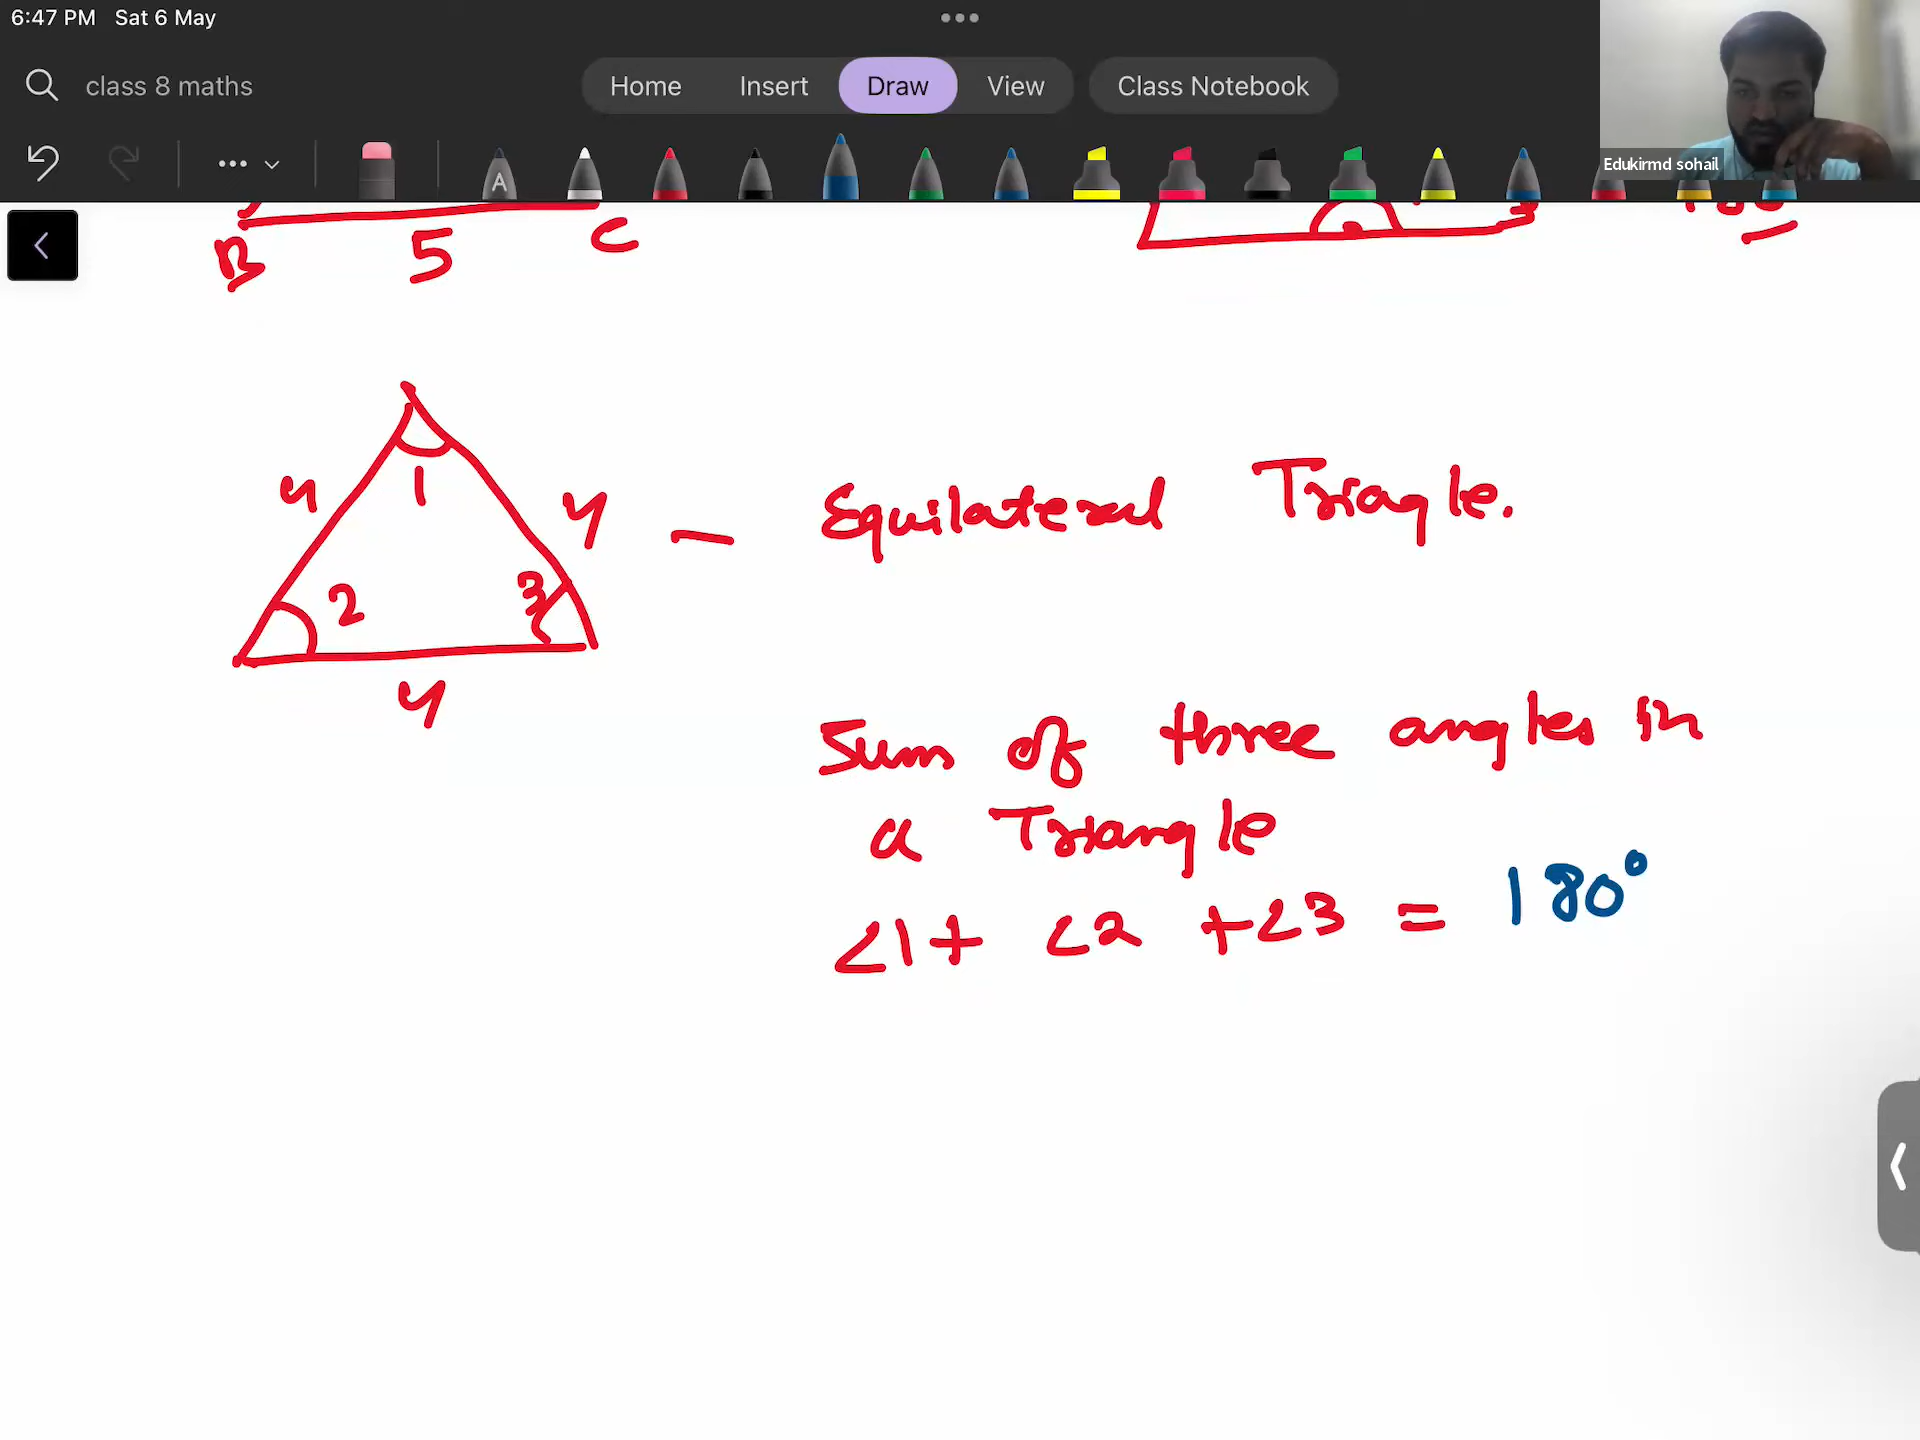 6:47 PM Sat 6 May
class 8 maths
Home Insert Draw View Class Notebook
A
Edukirmd sohail
B 5 C
1
4 4
2 3
4
– Equilateral Triagle.
Sum of three angles in
a Triangle
∠1+ ∠2 +∠3 = 180°